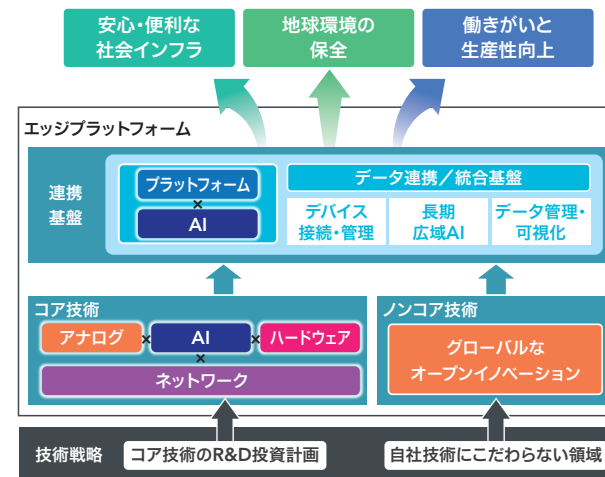 安心・便利な
社会インフラ
地球環境の
保全
働きがいと
生産性向上
エッジプラットフォーム
連携
基盤
プラットフォーム
×
AI
データ連携／統合基盤
デバイス
接続・管理
長期
広域AI
データ管理・
可視化
コア技術
アナログ × AI × ハードウェア
×
ネットワーク
ノンコア技術
グローバルな
オープンイノベーション
技術戦略
コア技術のR&D投資計画
自社技術にこだわらない領域